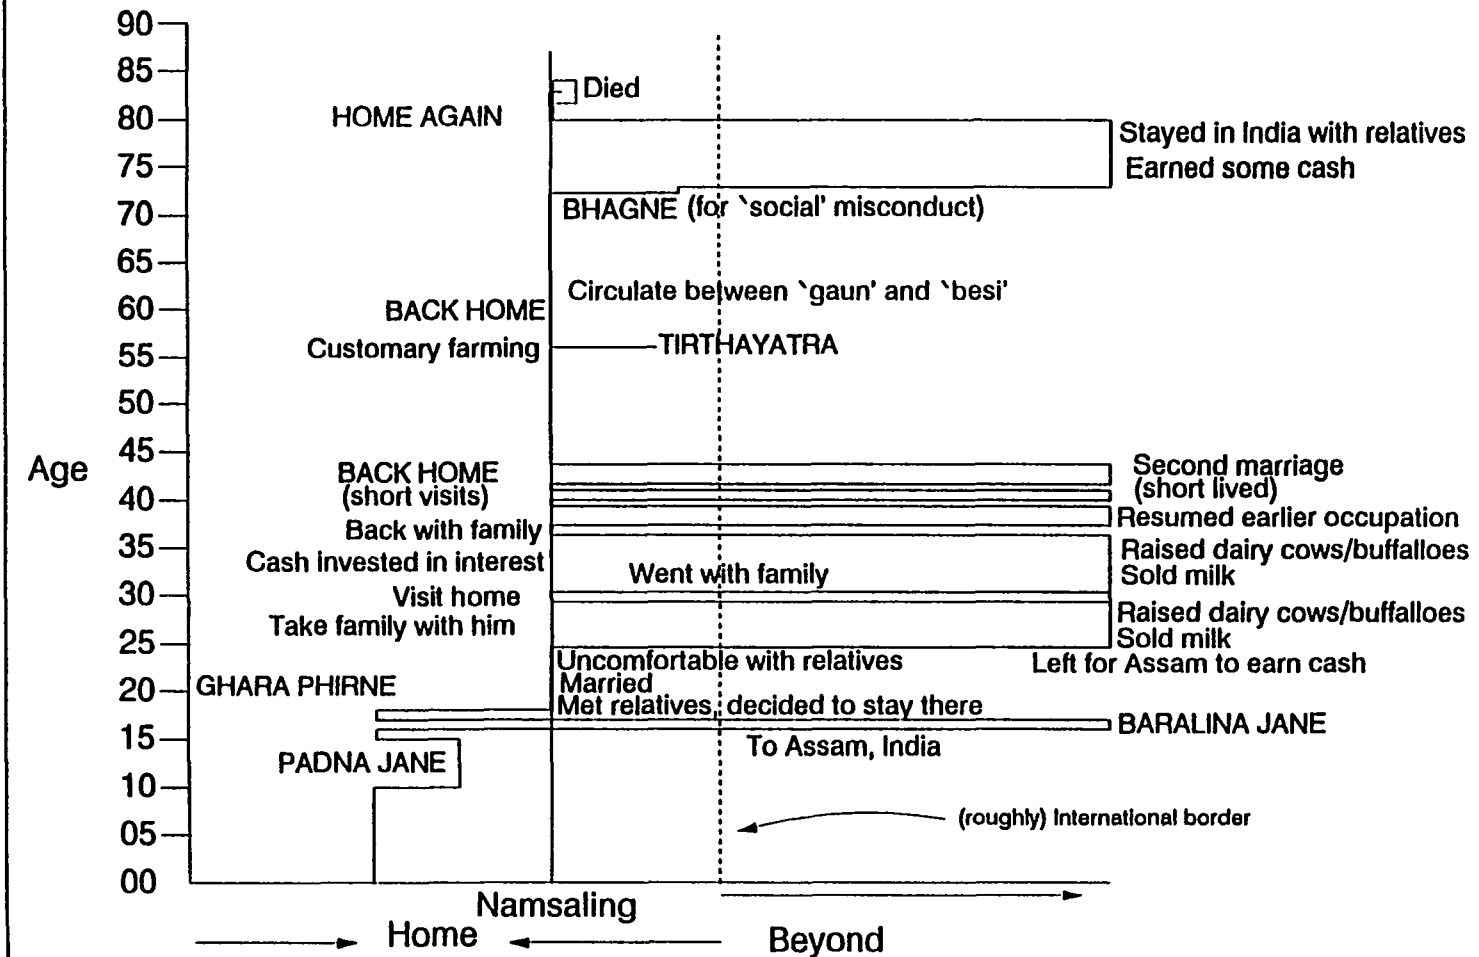 90
85
Died
80
HOME AGAIN
Stayed in India with relatives
75
Earned some cash
70
BHAGNE (for `social' misconduct)
65
Circulate between `gaun' and `besi'
60
BACK HOME
55
Customary farming
TIRTHAYATRA
50
45
Age
BACK HOME
Second marriage
(short visits)
(short lived)
40
Back with family
Resumed earlier occupation
35
Cash invested in interest
Raised dairy cows/buffalloes
Went with family
Sold milk
30
Visit home
Raised dairy cows/buffalloes
Take family with him
Sold milk
25
Uncomfortable with relatives
Left for Assam to earn cash
20
GHARA PHIRNE
Married
Met relatives, decided to stay there
BARALINA JANE
15
To Assam, India
PADNA JANE
10
05
(roughly) International border
00
Namsaling
Home
Beyond